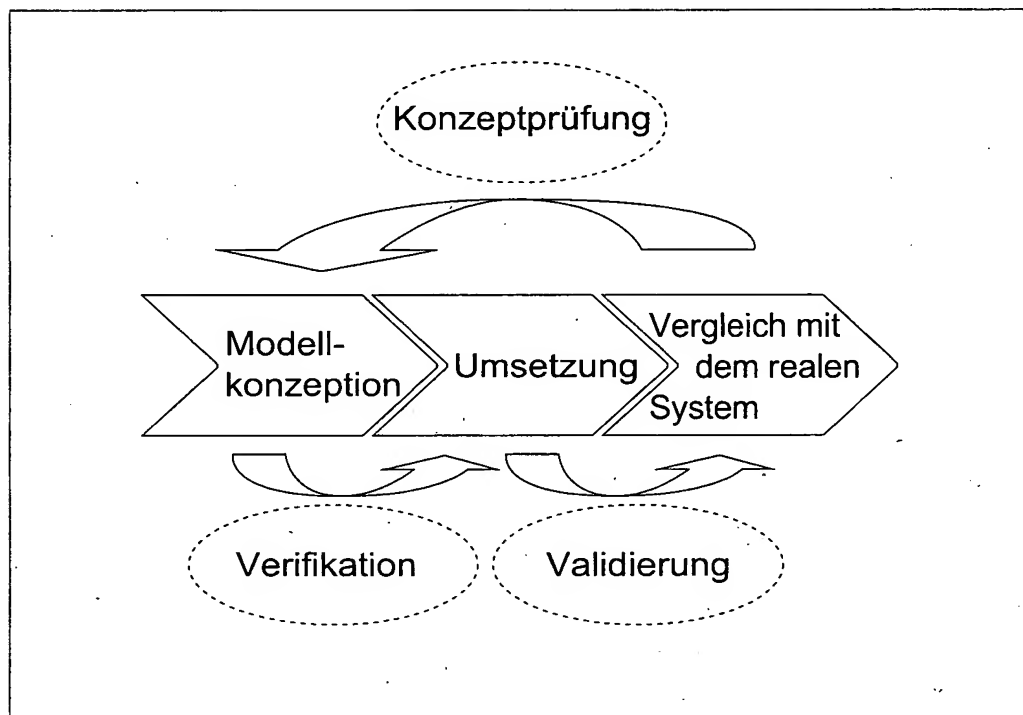 Konzeptprüfung
Modell-
konzeption
Umsetzung
Vergleich mit
dem realen
System
Verifikation
Validierung